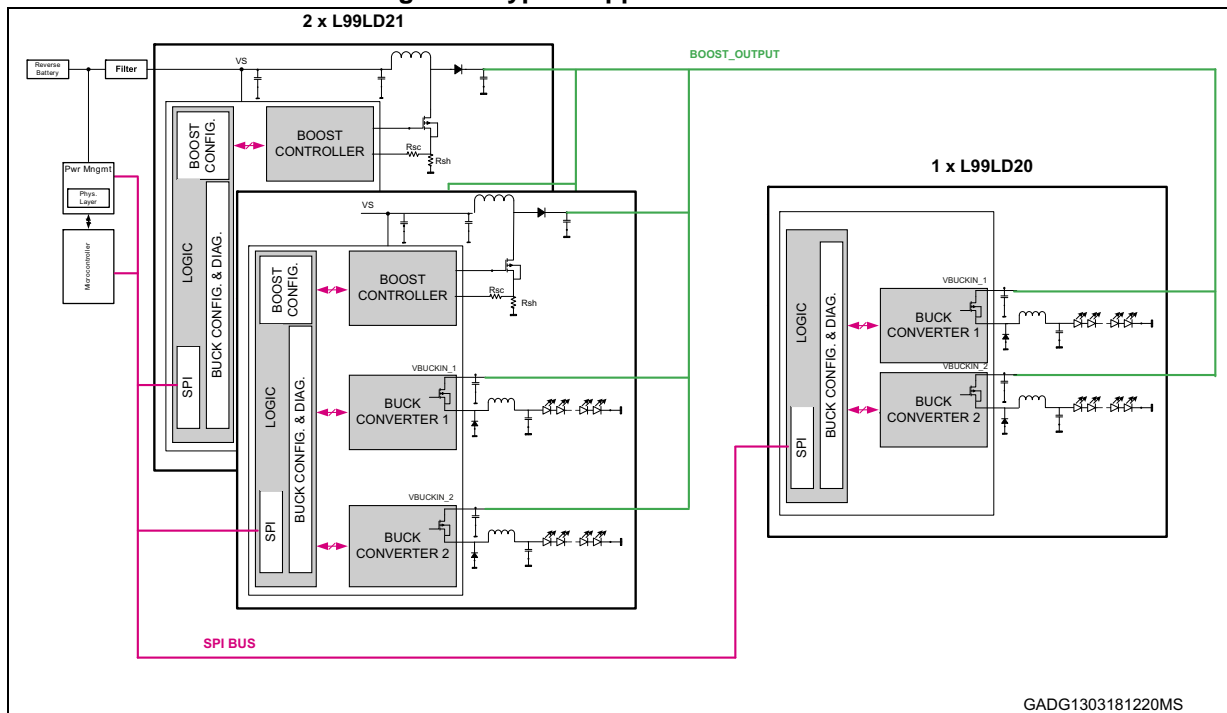 2 x L99LD21
Reverse
Battery
Filter
VS
BOOST_OUTPUT
BOOST CONFIG.
BOOST
CONTROLLER
Rsc
Rsh
LOGIC
BUCK CONFIG. & DIAG.
SPI
Pwr Mngmt
Phys.
Layer
Microcontroller
VS
BOOST CONFIG.
BOOST
CONTROLLER
Rsc
Rsh
LOGIC
BUCK CONFIG. & DIAG.
SPI
VBUCKIN_1
BUCK
CONVERTER 1
VBUCKIN_2
BUCK
CONVERTER 2
1 x L99LD20
LOGIC
BUCK CONFIG. & DIAG.
SPI
VBUCKIN_1
BUCK
CONVERTER 1
VBUCKIN_2
BUCK
CONVERTER 2
SPI BUS
GADG1303181220MS